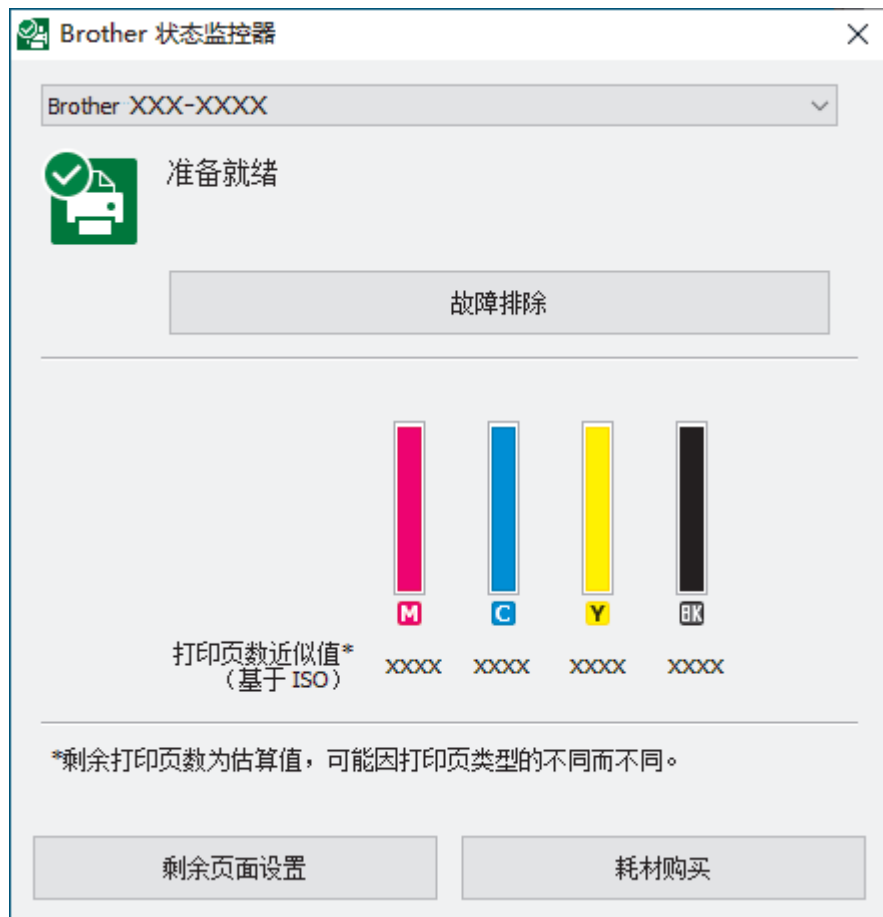 Brother 状态监控器
Brother XXX-XXXX
准备就绪
故障排除
M C Y BK
打印页数近似值* XXXX XXXX XXXX XXXX
（基于 ISO）
*剩余打印页数为估算值，可能因打印页类型的不同而不同。
剩余页面设置 耗材购买